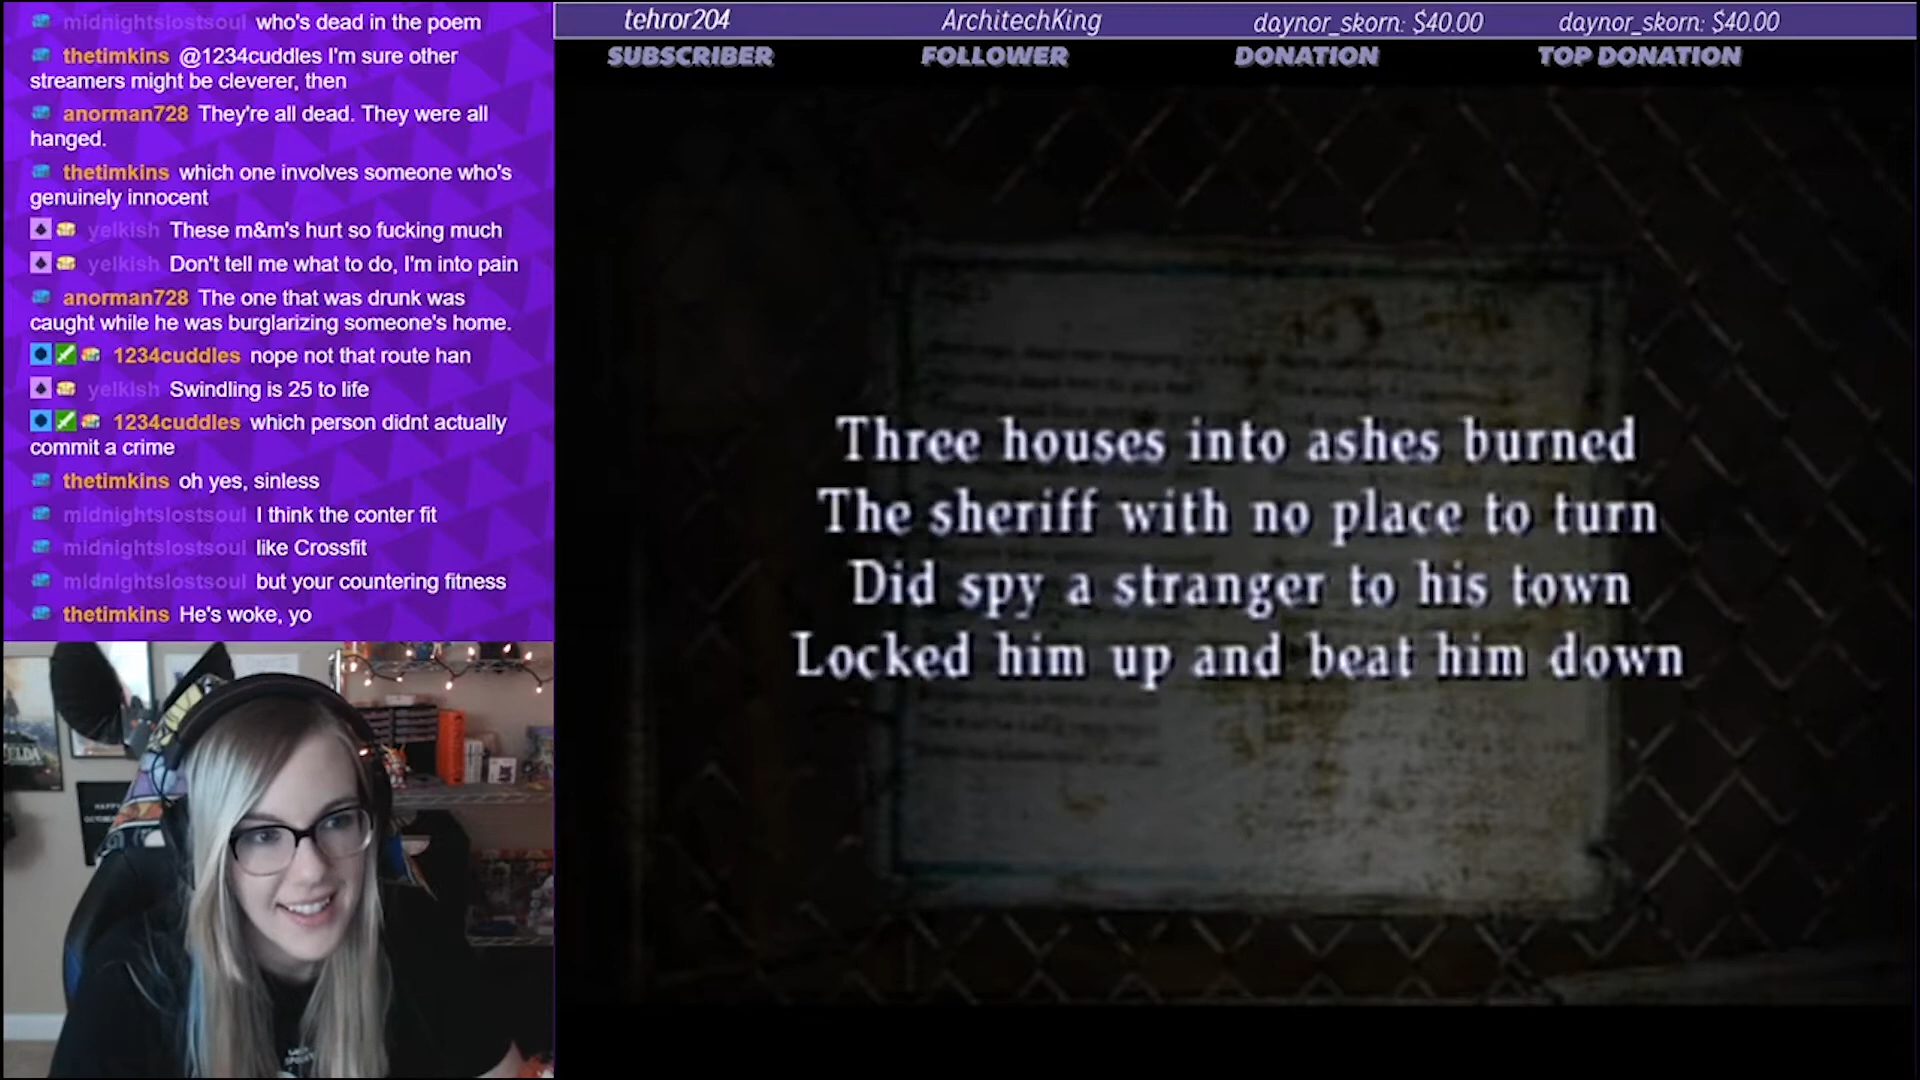 midnightslostsoul who's dead in the poem
thetimkins @1234cuddles I'm sure other
streamers might be cleverer, then
anorman728 They're all dead. They were all
hanged.
thetimkins which one involves someone who's
genuinely innocent
yelkish These m&m's hurt so fucking much
yelkish Don't tell me what to do, I'm into pain
anorman728 The one that was drunk was
caught while he was burglarizing someone's home.
1234cuddles nope not that route han
yelkish Swindling is 25 to life
1234cuddles which person didnt actually
commit a crime
thetimkins oh yes, sinless
midnightslostsoul I think the conter fit
midnightslostsoul like Crossfit
midnightslostsoul but your countering fitness
thetimkins He's woke, yo
tehror204
SUBSCRIBER
ArchitechKing
FOLLOWER
daynor_skorn: $40.00
DONATION
daynor_skorn: $40.00
TOP DONATION
Three houses into ashes burned
The sheriff with no place to turn
Did spy a stranger to his town
Locked him up and beat him down